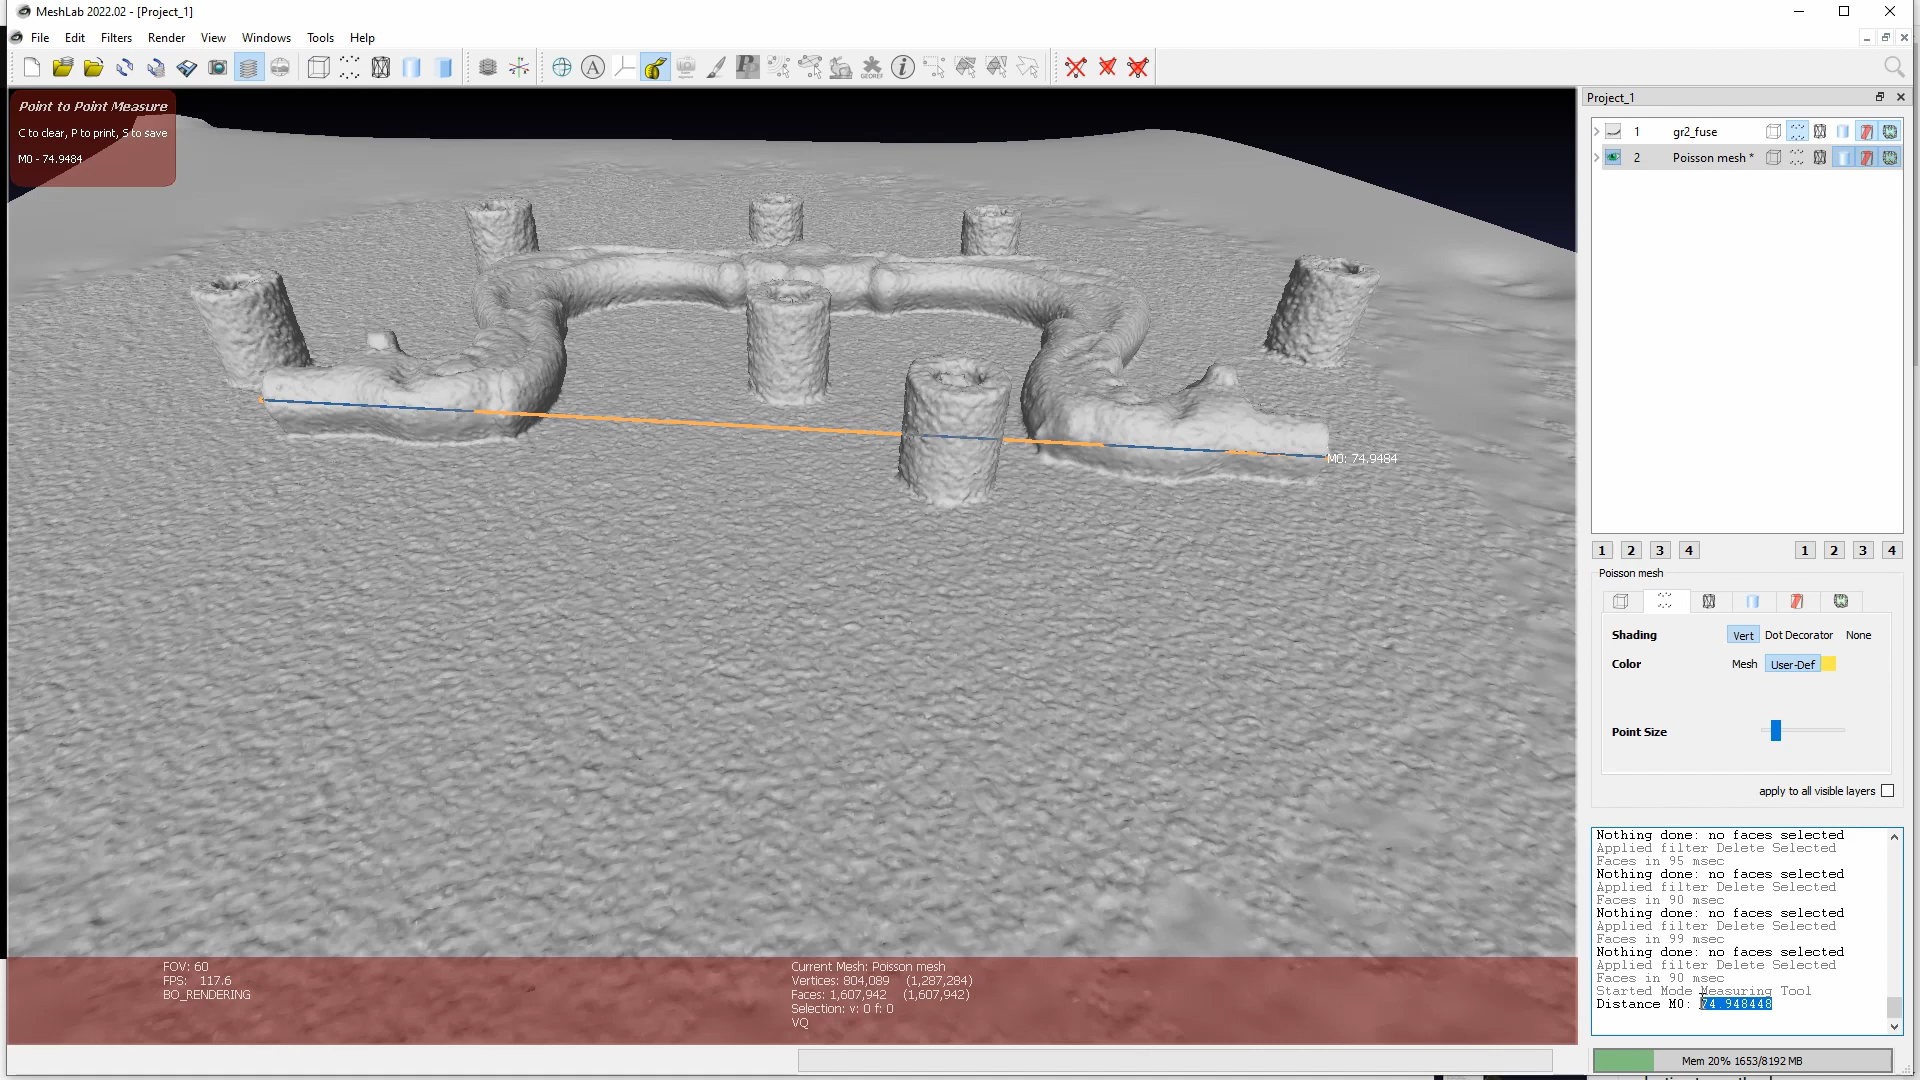 MeshLab 2022.02 - [Project_1]
File Edit Filters Render View Windows Tools Help
Point to Point Measure
C to clear, P to print, S to save
M0 - 74.9484
M0: 74.9484
FOV: 60
FPS: 117.6
BO_RENDERING
Current Mesh: Poisson mesh
Vertices: 804,089 (1,287,284)
Faces: 1,607,942 (1,607,942)
Selection: v: 0 f: 0
VQ
Project_1
1 gr2_fuse
2 Poisson mesh *
1 2 3 4 1 2 3 4
Poisson mesh
Shading Vert Dot Decorator None
Color Mesh User-Def
Point Size
apply to all visible layers
Nothing done: no faces selected
Applied filter Delete Selected
Faces in 95 msec
Nothing done: no faces selected
Applied filter Delete Selected
Faces in 90 msec
Nothing done: no faces selected
Applied filter Delete Selected
Faces in 99 msec
Nothing done: no faces selected
Applied filter Delete Selected
Faces in 90 msec
Started Mode Measuring Tool
Distance M0: 74.948448
Mem 20% 1653/8192 MB